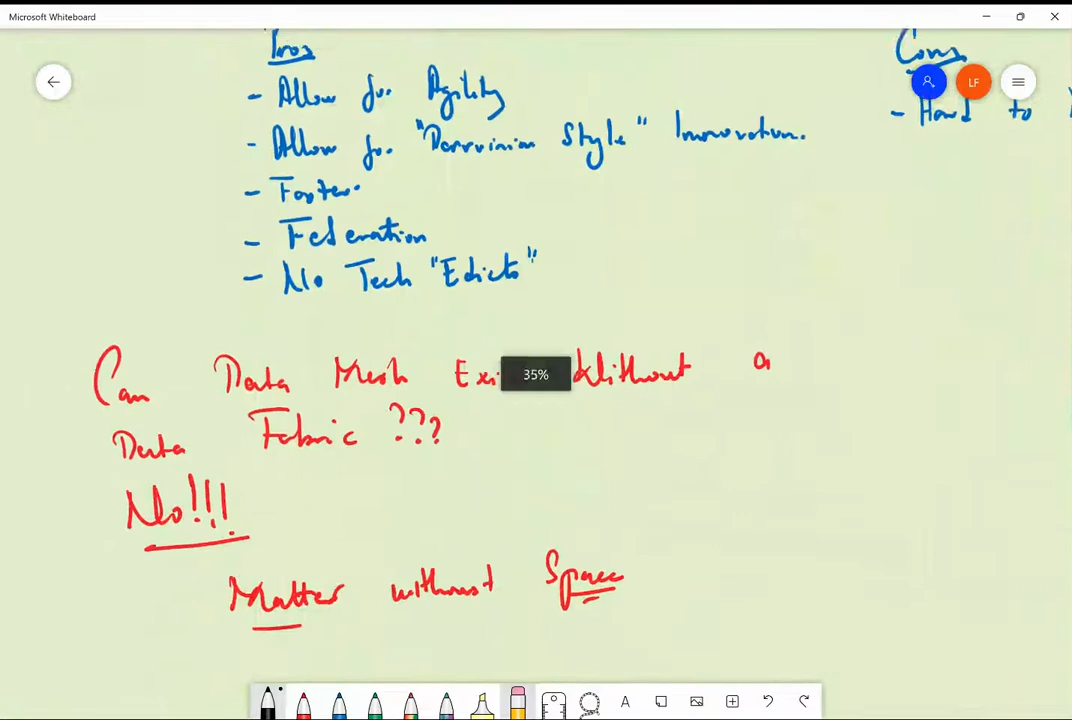 Microsoft Whiteboard
Pros
Cons
LF
- Allow for Agility
- Hard to
- Allow for "Darwinian Style" Innovation.
- Faster
- Federation
- No Tech "Edicts"
Can Data Mesh Exi 35% Without a
Data Fabric ???
No!!!
Matter without Space
A